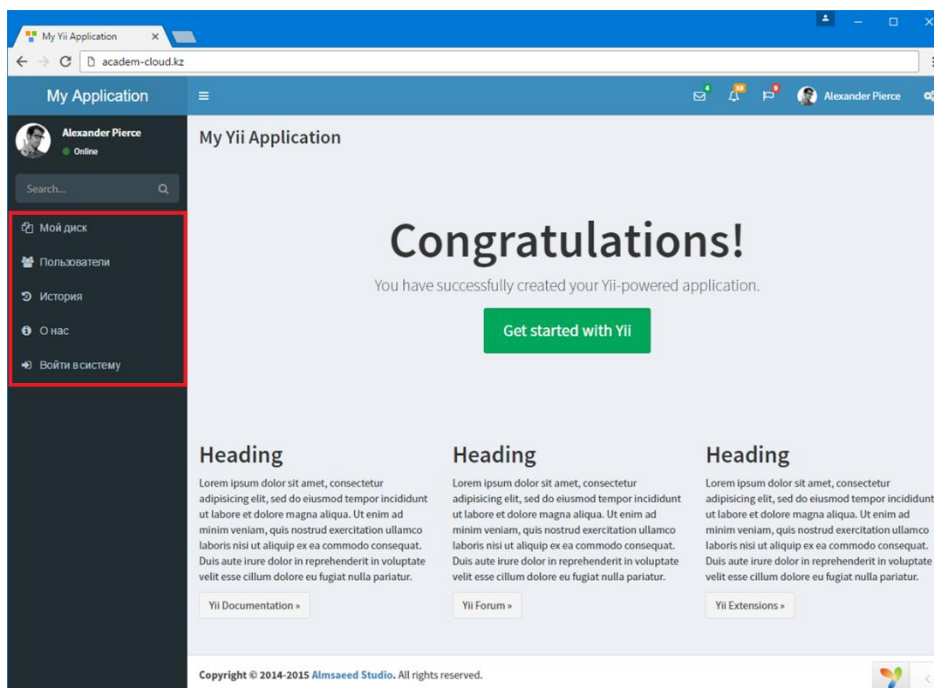 My Yii Application
academ-cloud.kz
My Application
4
10
9
Alexander Pierce
Alexander Pierce
Online
My Yii Application
Search...
Мой диск
Пользователи
История
О нас
Войти в систему
Congratulations!
You have successfully created your Yii-powered application.
Get started with Yii
Heading
Lorem ipsum dolor sit amet, consectetur
adipisicing elit, sed do eiusmod tempor incididunt
ut labore et dolore magna aliqua. Ut enim ad
minim veniam, quis nostrud exercitation ullamco
laboris nisi ut aliquip ex ea commodo consequat.
Duis aute irure dolor in reprehenderit in voluptate
velit esse cillum dolore eu fugiat nulla pariatur.
Yii Documentation »
Heading
Lorem ipsum dolor sit amet, consectetur
adipisicing elit, sed do eiusmod tempor incididunt
ut labore et dolore magna aliqua. Ut enim ad
minim veniam, quis nostrud exercitation ullamco
laboris nisi ut aliquip ex ea commodo consequat.
Duis aute irure dolor in reprehenderit in voluptate
velit esse cillum dolore eu fugiat nulla pariatur.
Yii Forum »
Heading
Lorem ipsum dolor sit amet, consectetur
adipisicing elit, sed do eiusmod tempor incididunt
ut labore et dolore magna aliqua. Ut enim ad
minim veniam, quis nostrud exercitation ullamco
laboris nisi ut aliquip ex ea commodo consequat.
Duis aute irure dolor in reprehenderit in voluptate
velit esse cillum dolore eu fugiat nulla pariatur.
Yii Extensions »
Copyright © 2014-2015 Almsaeed Studio. All rights reserved.